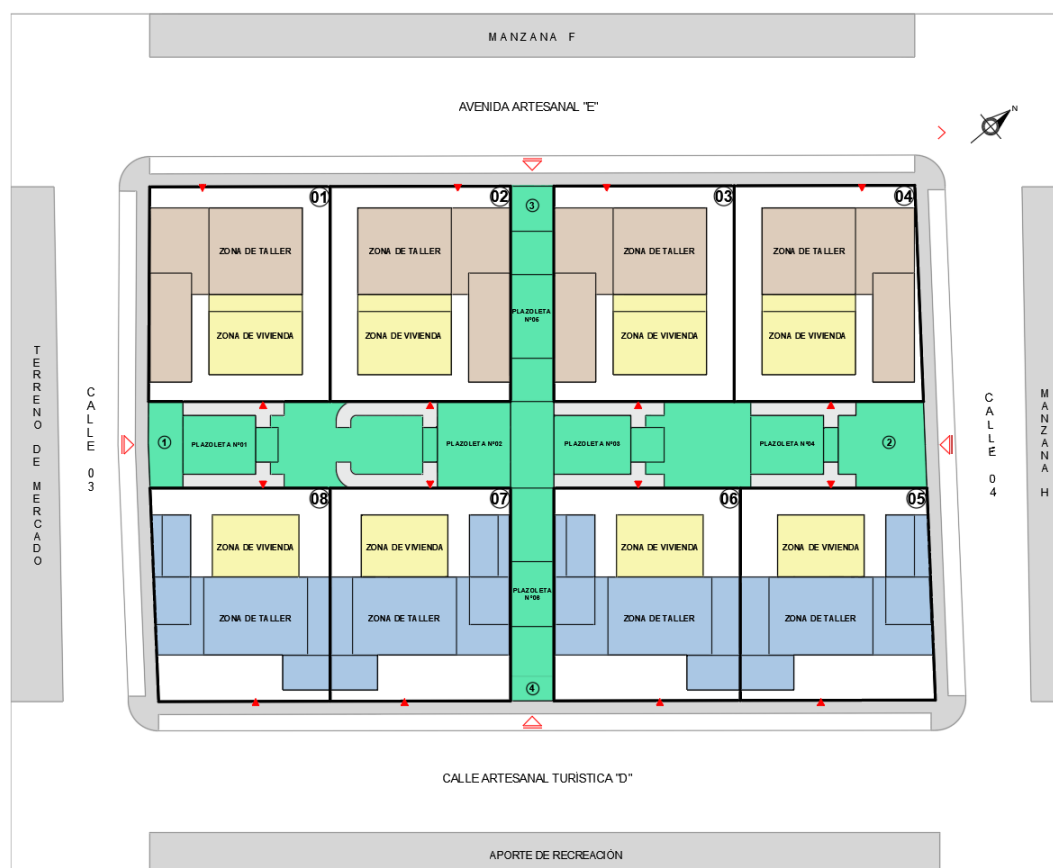 MANZANA F
AVENIDA ARTESANAL "E"
N
01
02
03
04
3
ZONA DE TALLER
ZONA DE TALLER
ZONA DE TALLER
ZONA DE TALLER
PLAZOLETA
Nº05
ZONA DE VIVIENDA
ZONA DE VIVIENDA
ZONA DE VIVIENDA
ZONA DE VIVIENDA
TERRENO DE MERCADO
CALLE 03
1
PLAZOLETA Nº01
PLAZOLETA Nº02
PLAZOLETA Nº03
PLAZOLETA Nº04
2
CALLE 04
MANZANA H
08
07
06
05
ZONA DE VIVIENDA
ZONA DE VIVIENDA
ZONA DE VIVIENDA
ZONA DE VIVIENDA
PLAZOLETA
Nº06
ZONA DE TALLER
ZONA DE TALLER
ZONA DE TALLER
ZONA DE TALLER
4
CALLE ARTESANAL TURÍSTICA "D"
APORTE DE RECREACIÓN